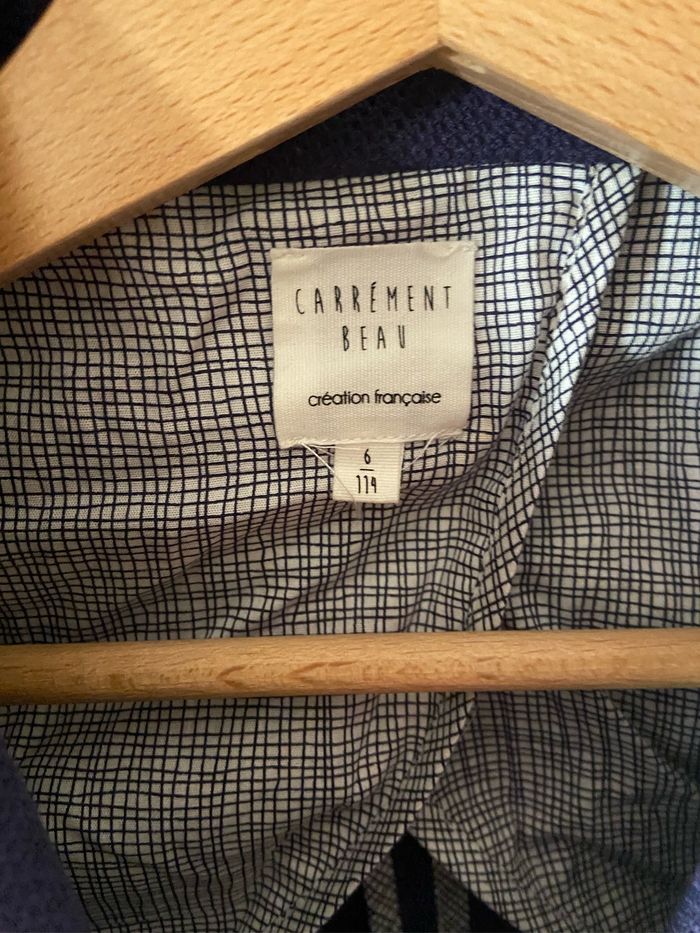 CARRÉMENT
BEAU
création française
6
114